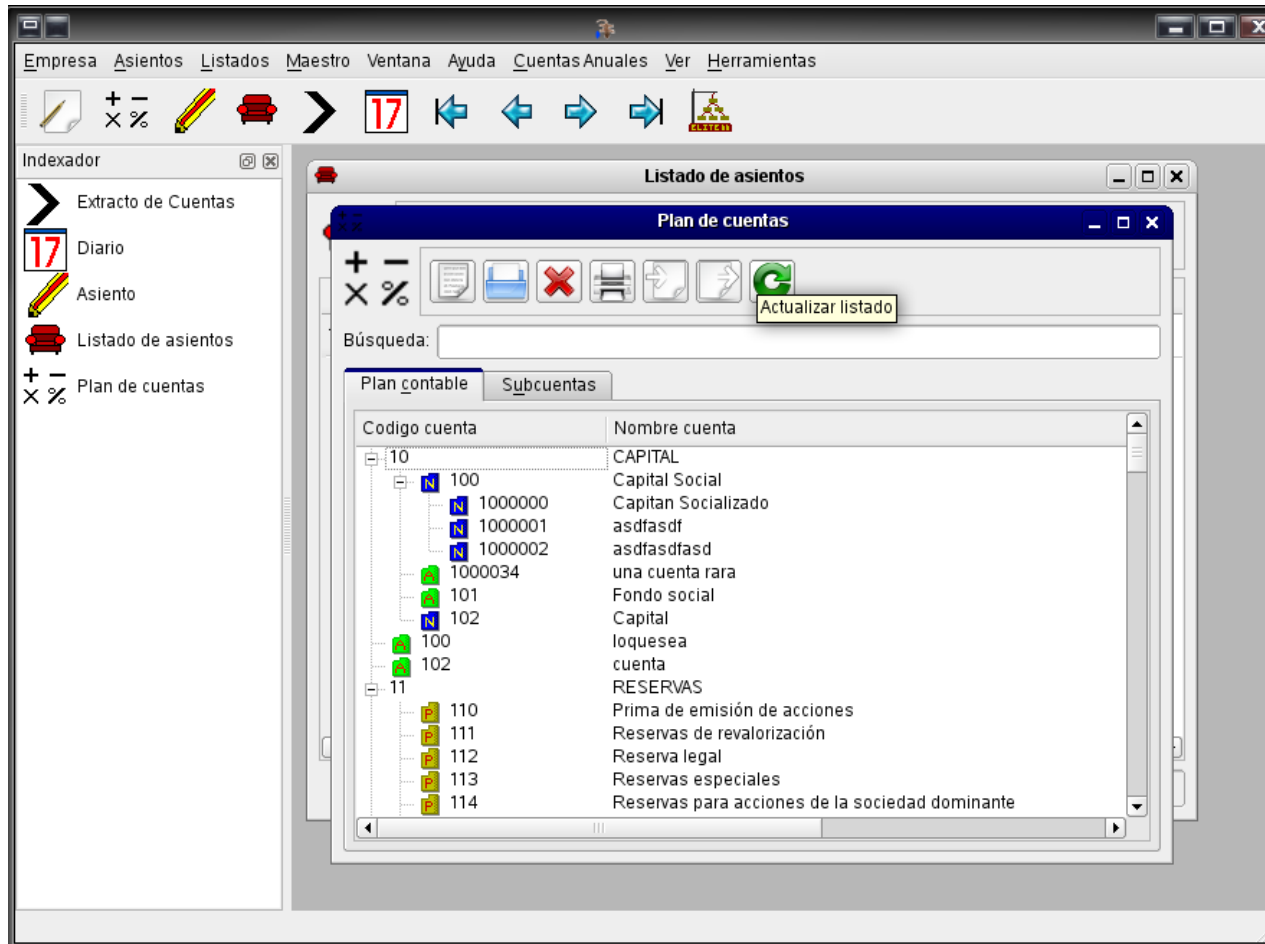 Empresa Asientos Listados Maestro Ventana Ayuda Cuentas Anuales Ver Herramientas
17
ELITE
Indexador
Extracto de Cuentas
17 Diario
Asiento
Listado de asientos
Plan de cuentas
Listado de asientos
Plan de cuentas
Actualizar listado
Búsqueda:
Plan contable Subcuentas
Codigo cuenta Nombre cuenta
10 CAPITAL
N 100 Capital Social
N 1000000 Capitan Socializado
N 1000001 asdfasdf
N 1000002 asdfasdfasd
A 1000034 una cuenta rara
A 101 Fondo social
N 102 Capital
A 100 loquesea
A 102 cuenta
11 RESERVAS
P 110 Prima de emisión de acciones
P 111 Reservas de revalorización
P 112 Reserva legal
P 113 Reservas especiales
P 114 Reservas para acciones de la sociedad dominante